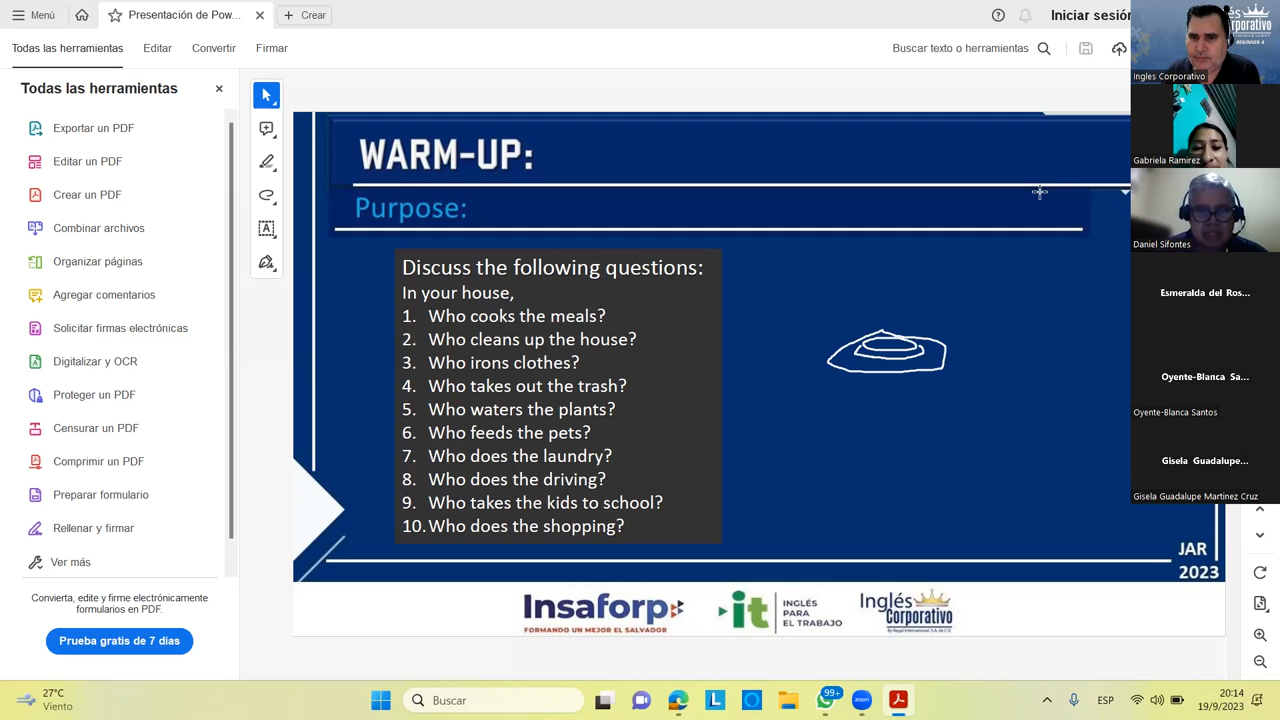 Menú
Presentación de Pow...
Crear
Iniciar sesión
Todas las herramientas
Editar
Convertir
Firmar
Buscar texto o herramientas
Todas las herramientas
Exportar un PDF
Editar un PDF
Crear un PDF
Combinar archivos
Organizar páginas
Agregar comentarios
Solicitar firmas electrónicas
Digitalizar y OCR
Proteger un PDF
Censurar un PDF
Comprimir un PDF
Preparar formulario
Rellenar y firmar
Ver más
Convierta, edite y firme electrónicamente
formularios en PDF.
Prueba gratis de 7 días
WARM-UP:
Purpose:
Discuss the following questions:
In your house,
1. Who cooks the meals?
2. Who cleans up the house?
3. Who irons clothes?
4. Who takes out the trash?
5. Who waters the plants?
6. Who feeds the pets?
7. Who does the laundry?
8. Who does the driving?
9. Who takes the kids to school?
10. Who does the shopping?
JAR
2023
Insaforp
FORMANDO UN MEJOR EL SALVADOR
it
INGLÉS
PARA
EL TRABAJO
Inglés
Corporativo
By Regal International, S.A. de C.V.
BEGINNER 4
Ingles Corporativo
Gabriela Ramirez
Daniel Sifontes
Esmeralda del Ros...
Oyente-Blanca Sa...
Oyente-Blanca Santos
Gisela Guadalupe...
Gisela Guadalupe Martinez Cruz
27°C
Viento
Buscar
99+
ESP
20:14
19/9/2023